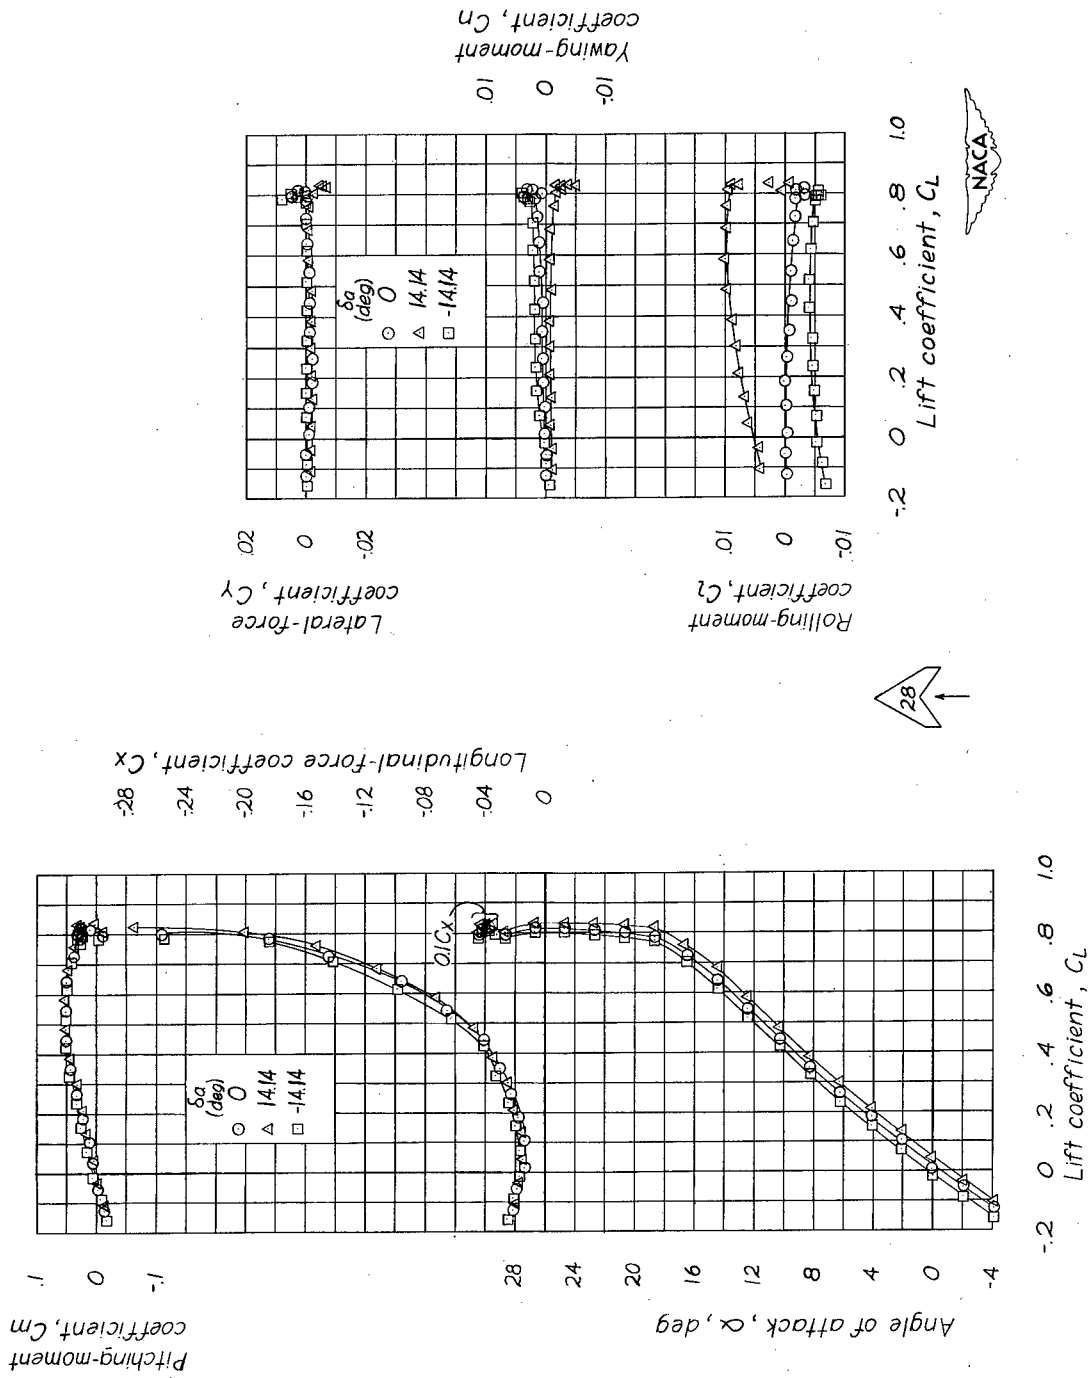 Pitching-moment
coefficient, Cm
.1
0
-.1
Angle of attack, α, deg
28
24
20
16
12
8
4
0
-4
-.2
0
.2
.4
.6
.8
1.0
Lift coefficient, CL
δa
(deg)
0
14.14
-14.14
0.1Cx
Longitudinal-force coefficient, Cx
-.28
-.24
-.20
-.16
-.12
-.08
-.04
0
28
Lateral-force
coefficient, CY
.02
0
-.02
Rolling-moment
coefficient, Cl
.01
0
-.01
δa
(deg)
0
14.14
-14.14
Yawing-moment
coefficient, Cn
.01
0
-.01
-.2
0
.2
.4
.6
.8
1.0
Lift coefficient, CL
NACA